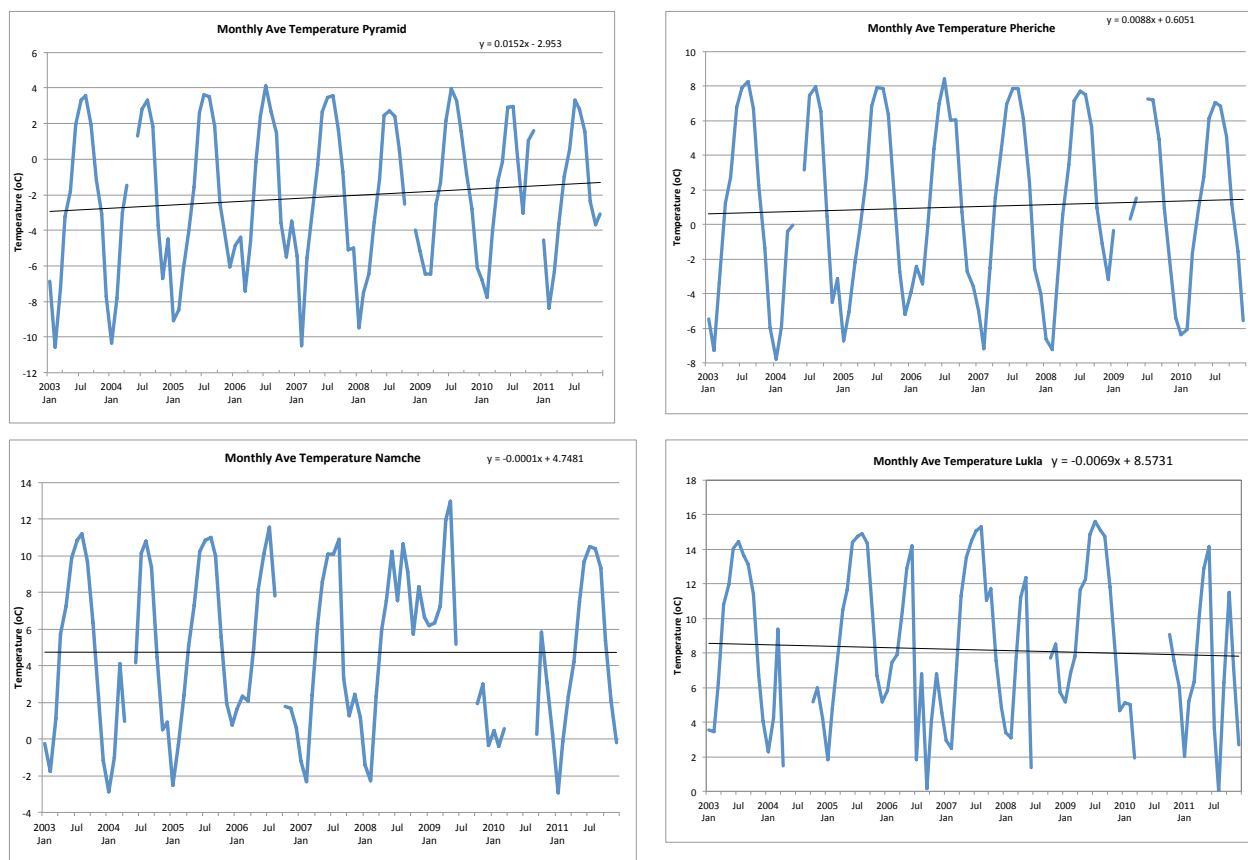 Monthly Ave Temperature Pyramid
y = 0.0152x - 2.953
Temperature (oC)
6
4
2
0
-2
-4
-6
-8
-10
-12
2003 Jul 2004 Jul 2005 Jul 2006 Jul 2007 Jul 2008 Jul 2009 Jul 2010 Jul 2011 Jul
Jan Jan Jan Jan Jan Jan Jan Jan Jan
y = 0.0088x + 0.6051
Monthly Ave Temperature Pheriche
Temperature (oC)
10
8
6
4
2
0
-2
-4
-6
-8
2003 Jul 2004 Jul 2005 Jul 2006 Jul 2007 Jul 2008 Jul 2009 Jul 2010 Jul
Jan Jan Jan Jan Jan Jan Jan Jan
Monthly Ave Temperature Namche y = -0.0001x + 4.7481
Temperature (oC)
14
12
10
8
6
4
2
0
-2
-4
2003 Jul 2004 Jul 2005 Jul 2006 Jul 2007 Jul 2008 Jul 2009 Jul 2010 Jul 2011 Jul
Jan Jan Jan Jan Jan Jan Jan Jan Jan
Monthly Ave Temperature Lukla y = -0.0069x + 8.5731
Temperature (oC)
18
16
14
12
10
8
6
4
2
0
2003 Jul 2004 Jul 2005 Jul 2006 Jul 2007 Jul 2008 Jul 2009 Jul 2010 Jul 2011 Jul
Jan Jan Jan Jan Jan Jan Jan Jan Jan